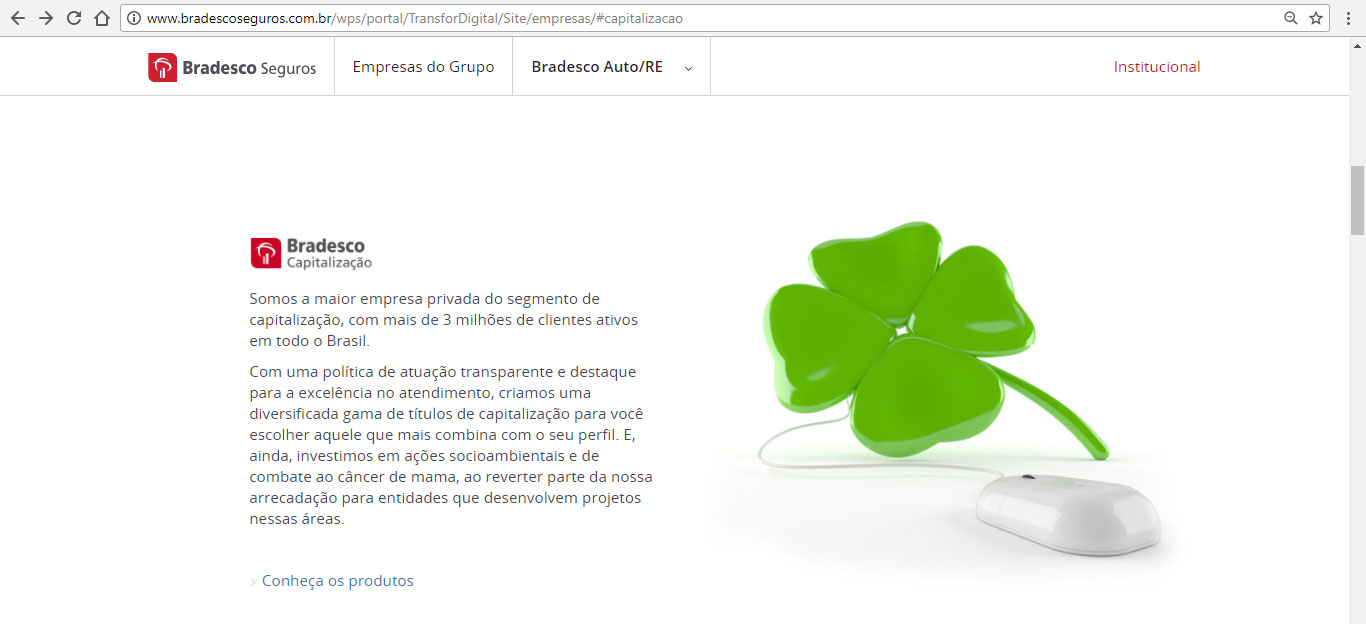 www.bradescoseguros.com.br/wps/portal/TransforDigital/Site/empresas/#capitalizacao
Bradesco Seguros
Empresas do Grupo
Bradesco Auto/RE
Institucional
Bradesco
Capitalização
Somos a maior empresa privada do segmento de
capitalização, com mais de 3 milhões de clientes ativos
em todo o Brasil.
Com uma política de atuação transparente e destaque
para a excelência no atendimento, criamos uma
diversificada gama de títulos de capitalização para você
escolher aquele que mais combina com o seu perfil. E,
ainda, investimos em ações socioambientais e de
combate ao câncer de mama, ao reverter parte da nossa
arrecadação para entidades que desenvolvem projetos
nessas áreas.
Conheça os produtos